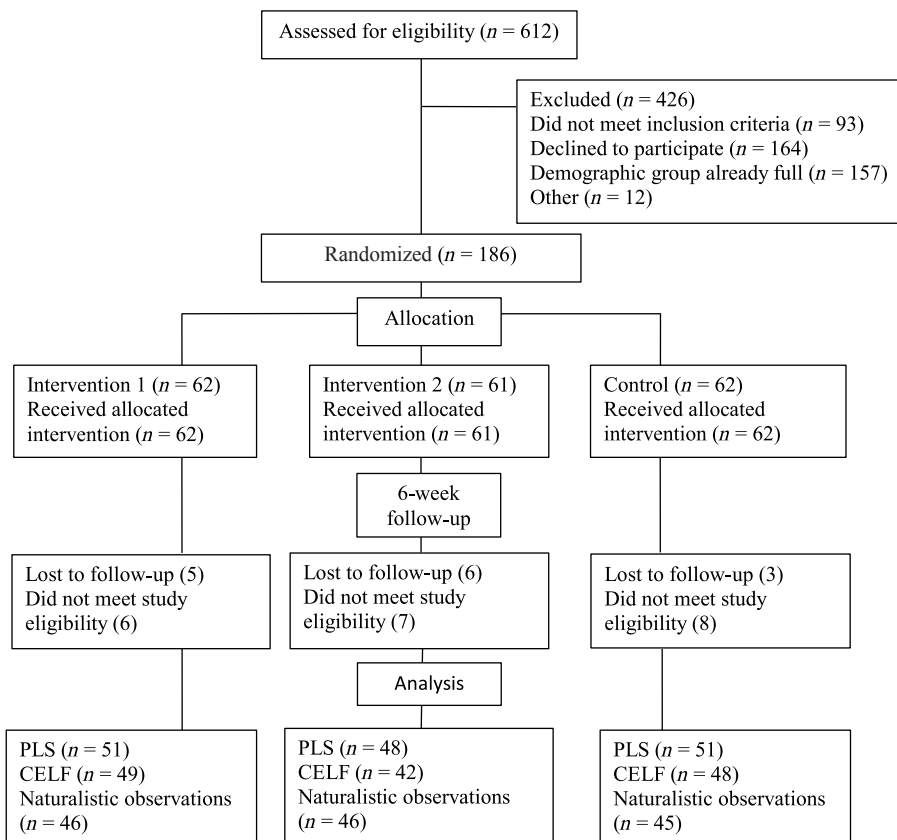 Assessed for eligibility (n = 612)
Excluded (n = 426)
Did not meet inclusion criteria (n = 93)
Declined to participate (n = 164)
Demographic group already full (n = 157)
Other (n = 12)
Randomized (n = 186)
Allocation
Intervention 1 (n = 62)
Received allocated
intervention (n = 62)
Intervention 2 (n = 61)
Received allocated
intervention (n = 61)
Control (n = 62)
Received allocated
intervention (n = 62)
6-week
follow-up
Lost to follow-up (5)
Did not meet study
eligibility (6)
Lost to follow-up (6)
Did not meet study
eligibility (7)
Lost to follow-up (3)
Did not meet study
eligibility (8)
Analysis
PLS (n = 51)
CELF (n = 49)
Naturalistic observations
(n = 46)
PLS (n = 48)
CELF (n = 42)
Naturalistic observations
(n = 46)
PLS (n = 51)
CELF (n = 48)
Naturalistic observations
(n = 45)